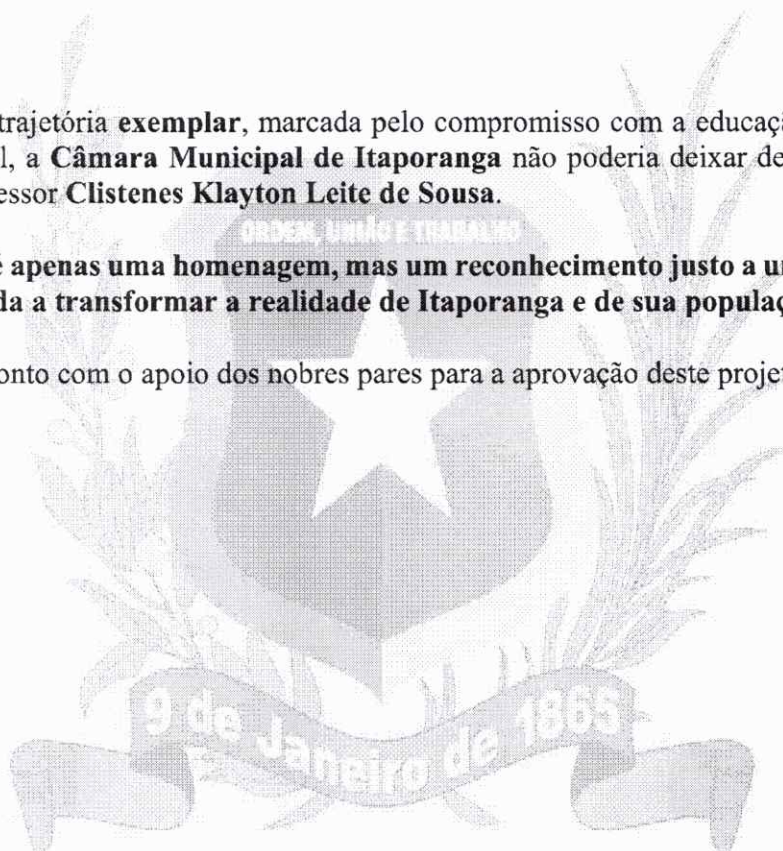 trajetória exemplar, marcada pelo compromisso com a educaçã
l, a Câmara Municipal de Itaporanga não poderia deixar de
essor Clistenes Klayton Leite de Sousa.
ORDEM, UNIÃO E TRABALHO
é apenas uma homenagem, mas um reconhecimento justo a u
da a transformar a realidade de Itaporanga e de sua populaç
onto com o apoio dos nobres pares para a aprovação deste proje
9 de Janeiro de 1865